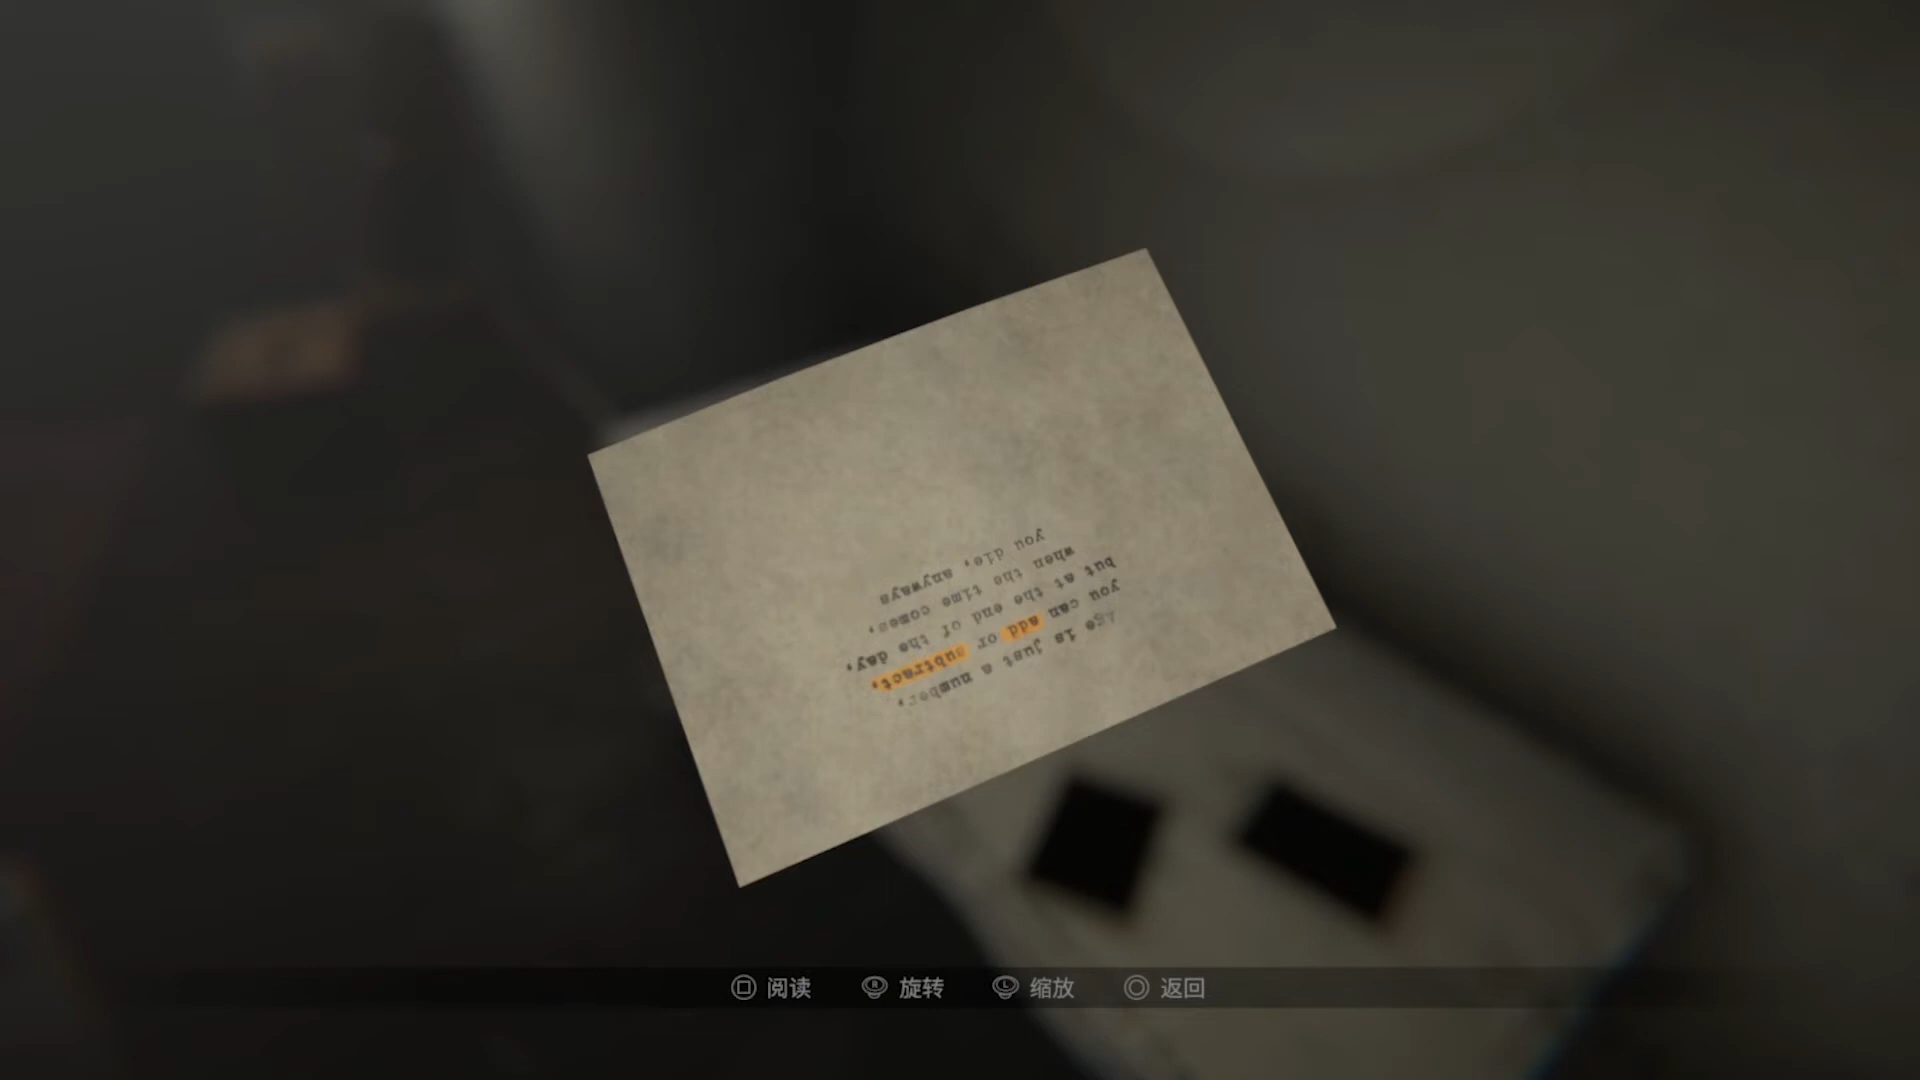 Age is just a number,
you can add or subtract,
but at the end of the day,
when the time comes,
you die, anyways
阅读 R 旋转 L 缩放 返回